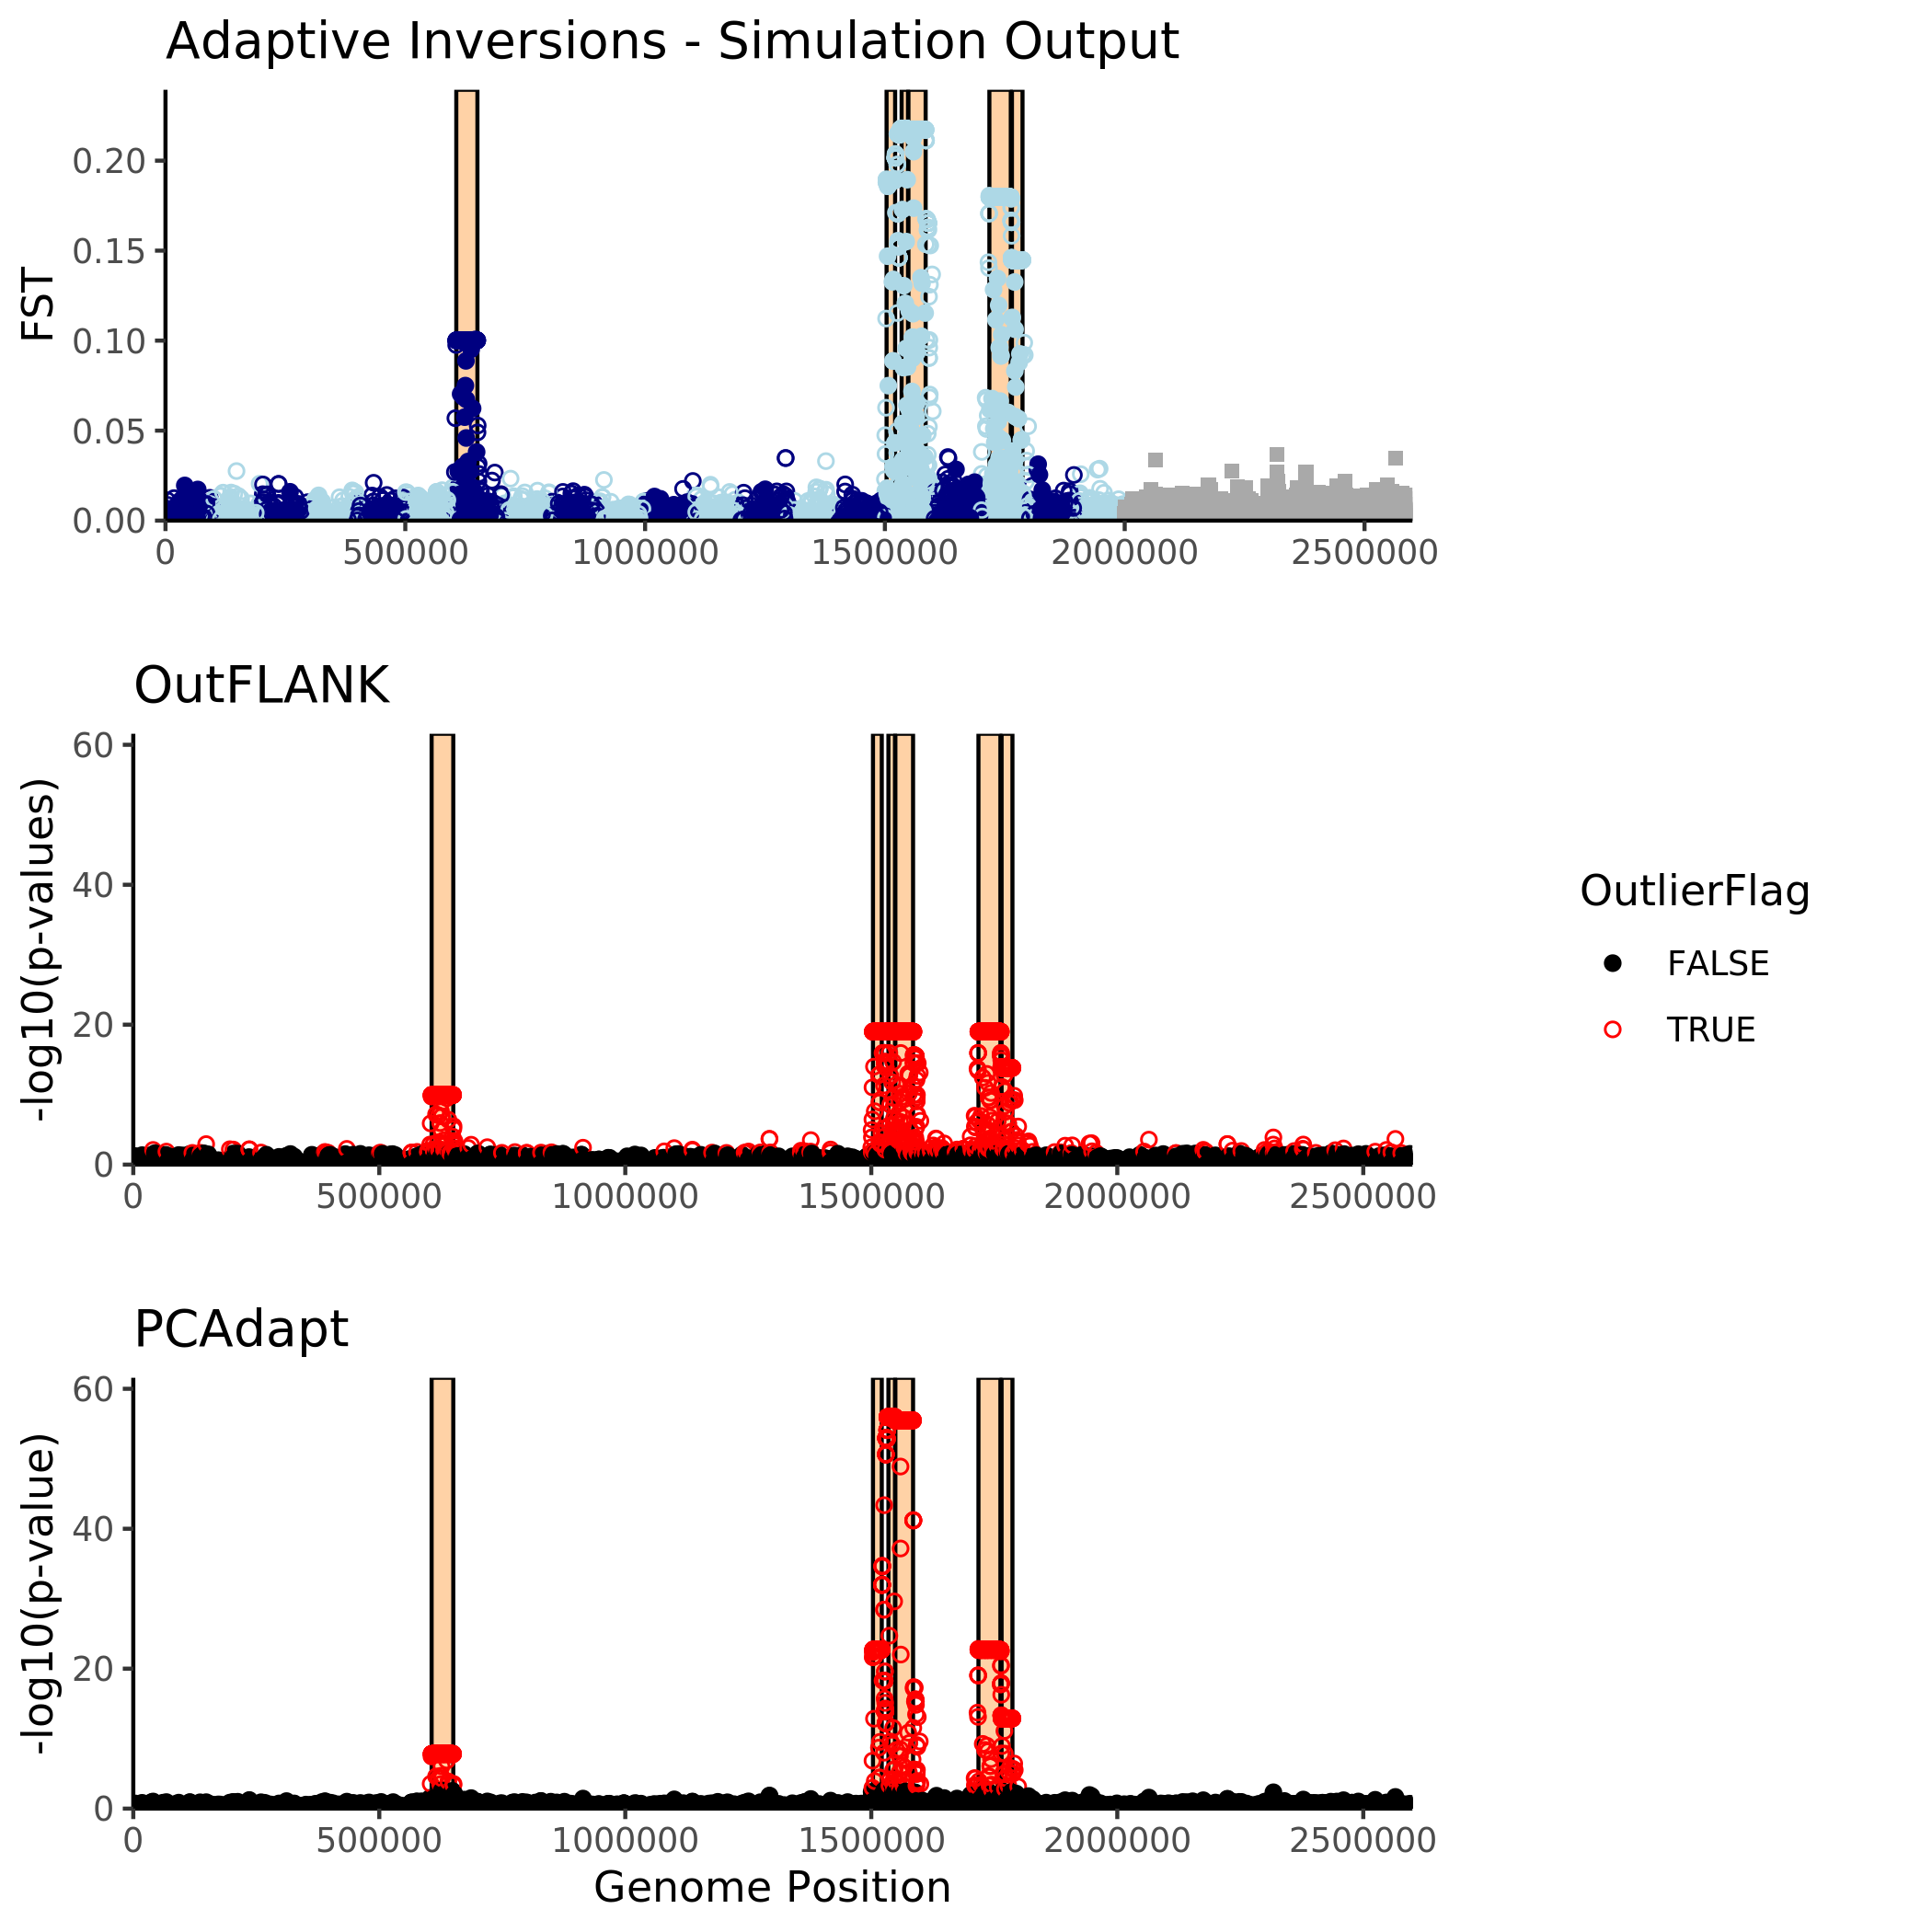 Adaptive Inversions - Simulation Output
FST
0.20
0.15
0.10
0.05
0.00
0 500000 1000000 1500000 2000000 2500000
OutFLANK
-log10(p-values)
60
40
20
0
0 500000 1000000 1500000 2000000 2500000
OutlierFlag
FALSE
TRUE
PCAdapt
-log10(p-value)
60
40
20
0
0 500000 1000000 1500000 2000000 2500000
Genome Position